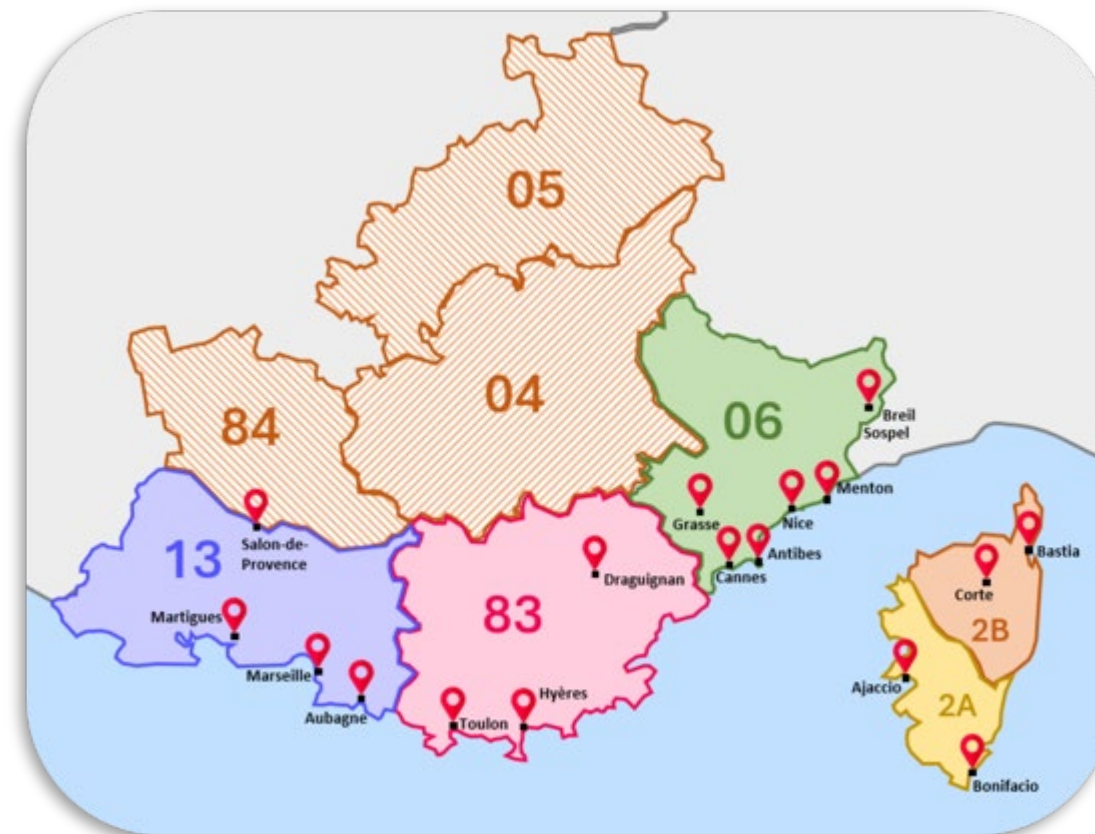 05
04
84
06
Breil
Sospel
Menton
Grasse
Nice
Antibes
Cannes
Salon-de-
Provence
13
Draguignan
Bastia
Corte
Martigues
83
2B
Marseille
Aubagne
Toulon
Hyères
Ajaccio
2A
Bonifacio